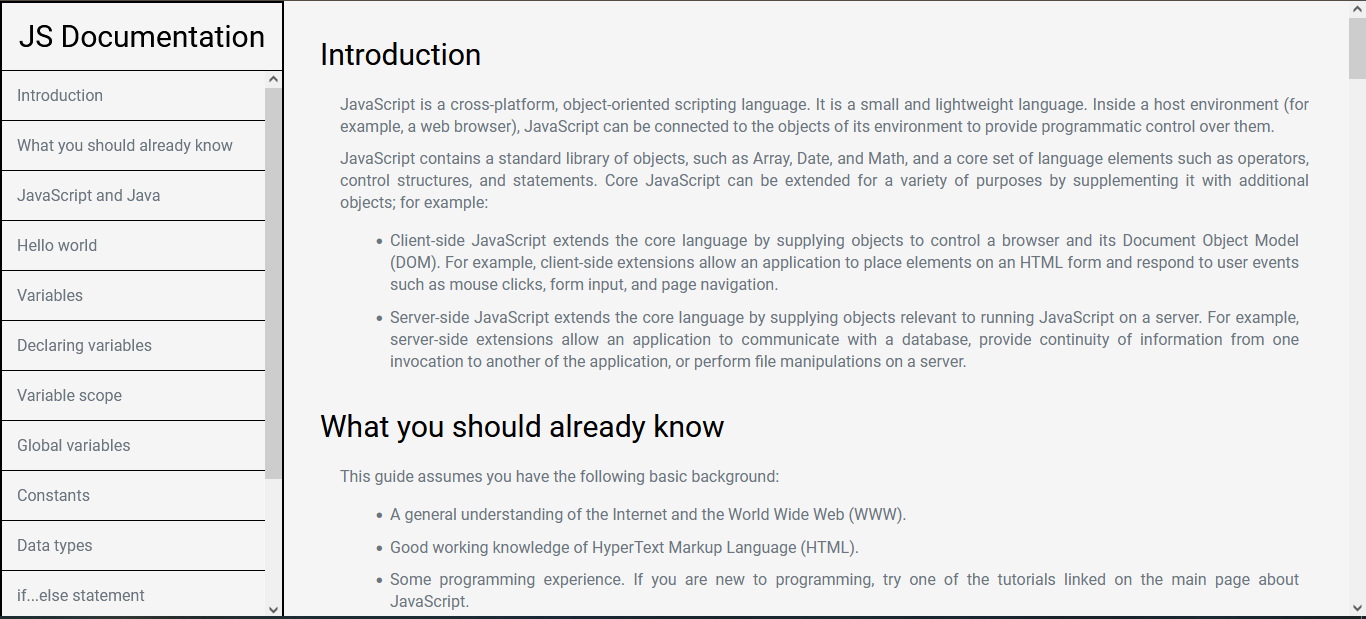 JS Documentation
Introduction
What you should already know
JavaScript and Java
Hello world
Variables
Declaring variables
Variable scope
Global variables
Constants
Data types
if...else statement
Introduction
JavaScript is a cross-platform, object-oriented scripting language. It is a small and lightweight language. Inside a host environment (for
example, a web browser), JavaScript can be connected to the objects of its environment to provide programmatic control over them.
JavaScript contains a standard library of objects, such as Array, Date, and Math, and a core set of language elements such as operators,
control structures, and statements. Core JavaScript can be extended for a variety of purposes by supplementing it with additional
objects; for example:
• Client-side JavaScript extends the core language by supplying objects to control a browser and its Document Object Model
(DOM). For example, client-side extensions allow an application to place elements on an HTML form and respond to user events
such as mouse clicks, form input, and page navigation.
• Server-side JavaScript extends the core language by supplying objects relevant to running JavaScript on a server. For example,
server-side extensions allow an application to communicate with a database, provide continuity of information from one
invocation to another of the application, or perform file manipulations on a server.
What you should already know
This guide assumes you have the following basic background:
• A general understanding of the Internet and the World Wide Web (WWW).
• Good working knowledge of HyperText Markup Language (HTML).
• Some programming experience. If you are new to programming, try one of the tutorials linked on the main page about
JavaScript.